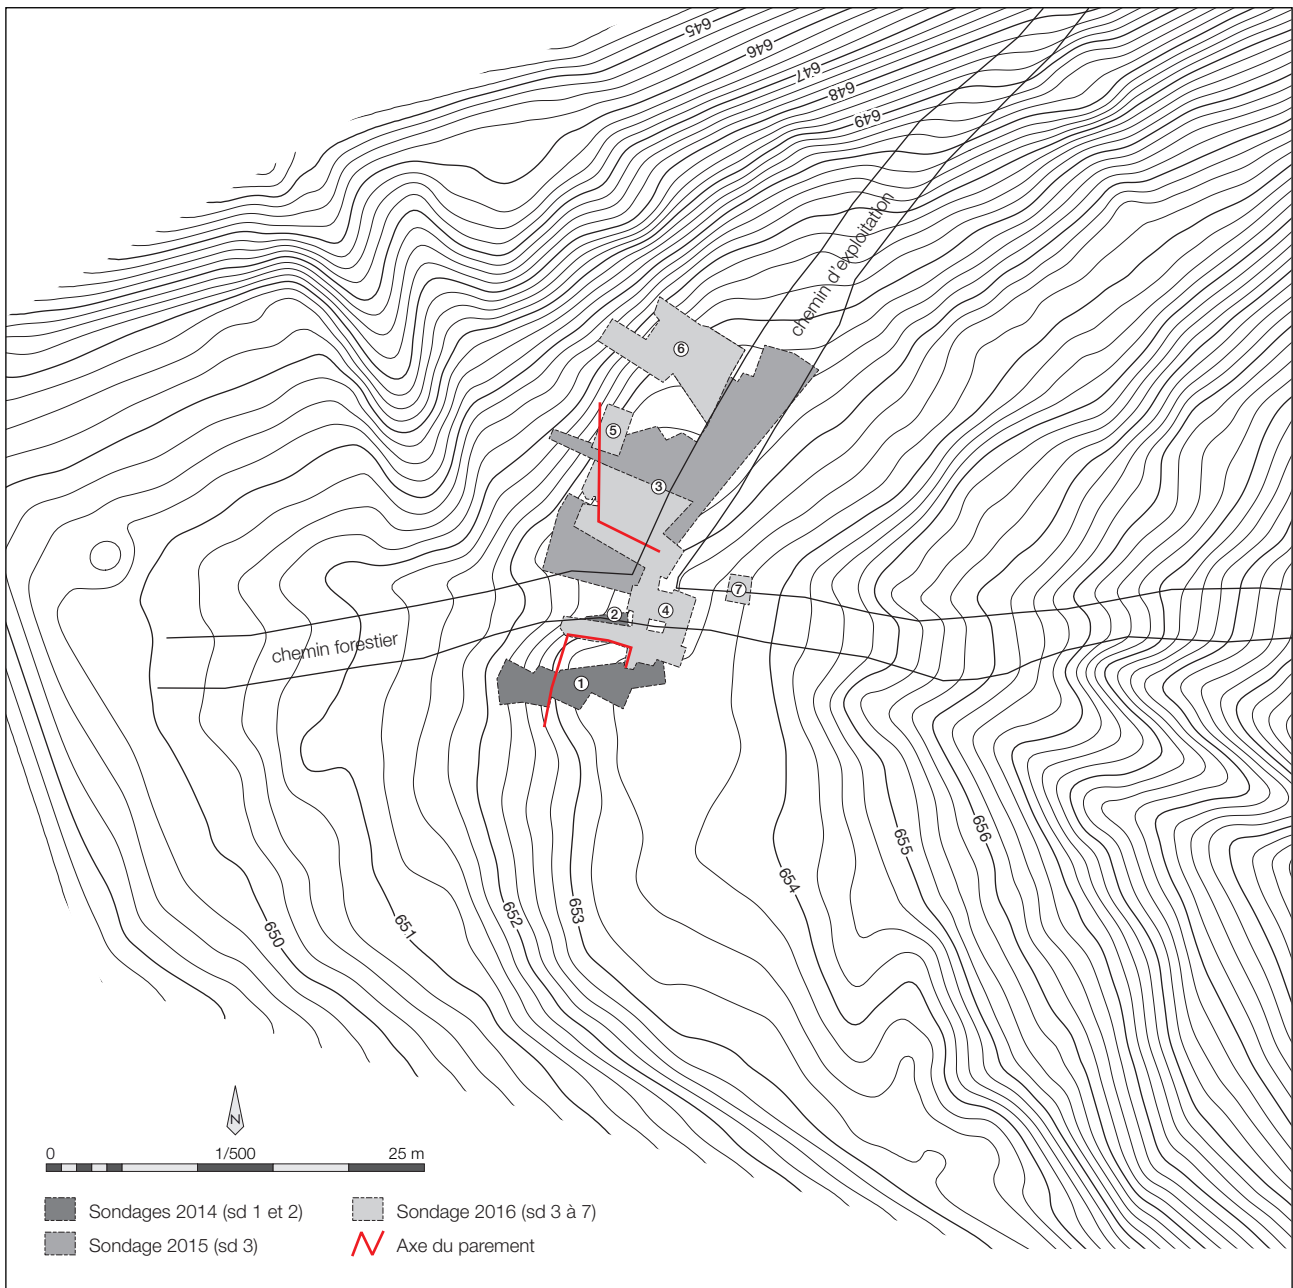 645
646
647
648
649
chemin d'exploitation
6
5
3
7
2
4
chemin forestier
1
656
655
654
653
652
651
650
N
0 1/500 25 m
Sondages 2014 (sd 1 et 2)
Sondage 2016 (sd 3 à 7)
Sondage 2015 (sd 3)
Axe du parement